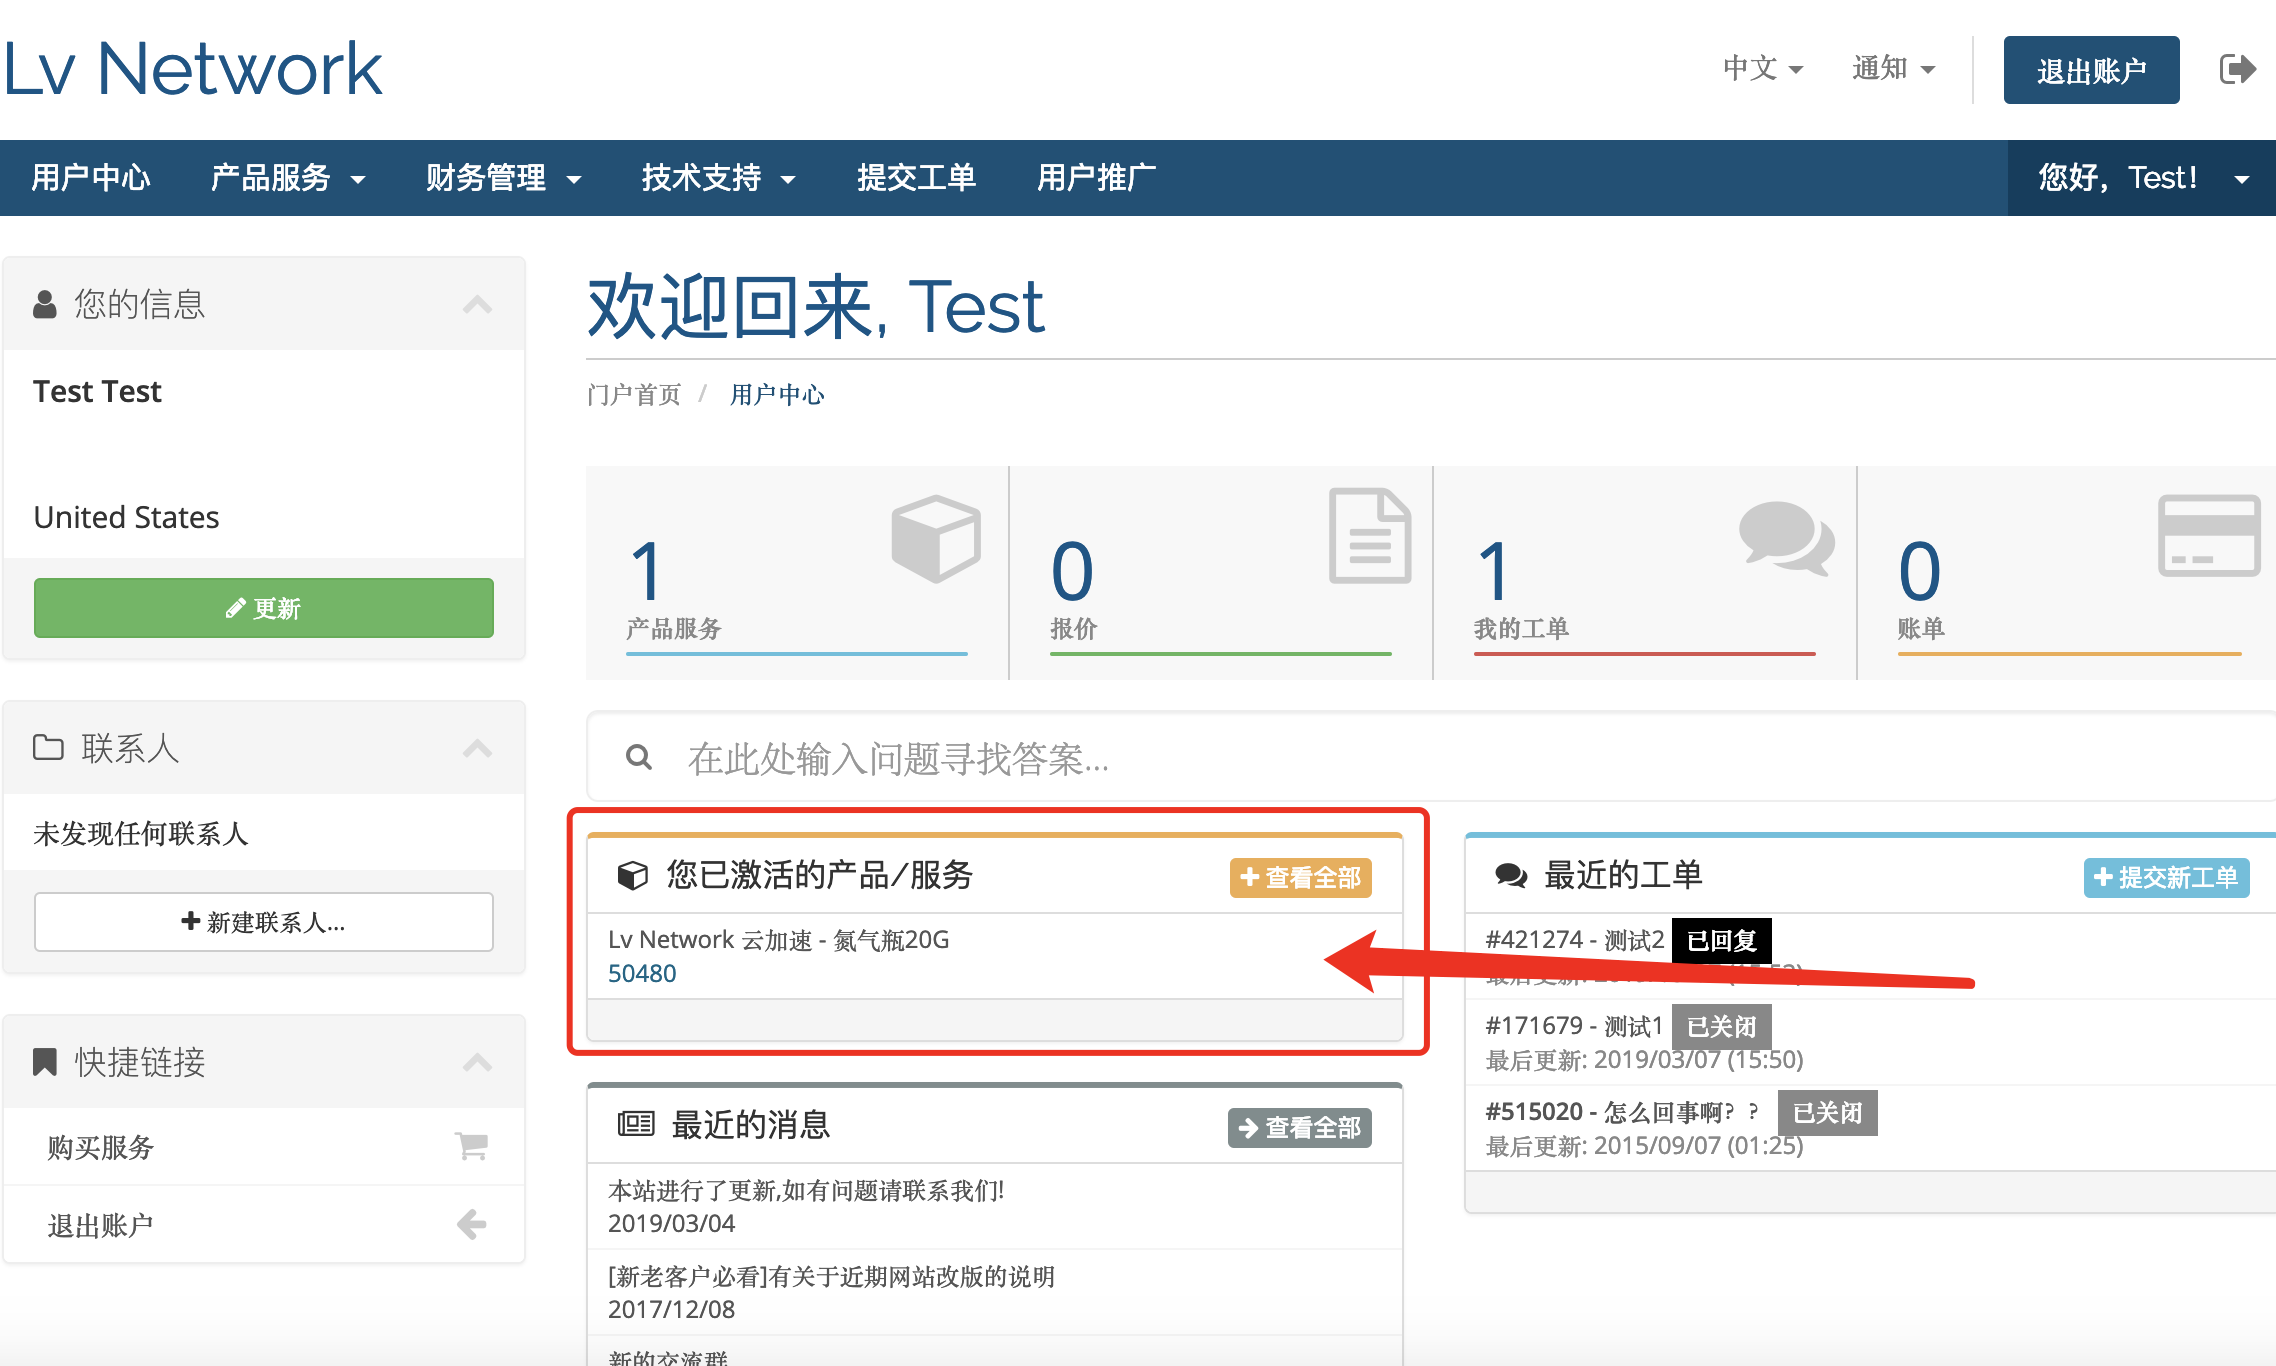 Lv Network
中文
通知
退出账户
用户中心
产品服务
财务管理
技术支持
提交工单
用户推广
您好，Test！
您的信息
Test Test
United States
更新
联系人
未发现任何联系人
新建联系人...
快捷链接
购买服务
退出账户
欢迎回来, Test
门户首页 / 用户中心
1
产品服务
0
报价
1
我的工单
0
账单
在此处输入问题寻找答案...
您已激活的产品/服务
查看全部
Lv Network 云加速 - 氮气瓶20G
50480
最近的消息
查看全部
本站进行了更新,如有问题请联系我们!
2019/03/04
[新老客户必看]有关于近期网站改版的说明
2017/12/08
新的交流群
最近的工单
提交新工单
#421274 - 测试2 已回复
最后更新:
#171679 - 测试1 已关闭
最后更新: 2019/03/07 (15:50)
#515020 - 怎么回事啊？？ 已关闭
最后更新: 2015/09/07 (01:25)